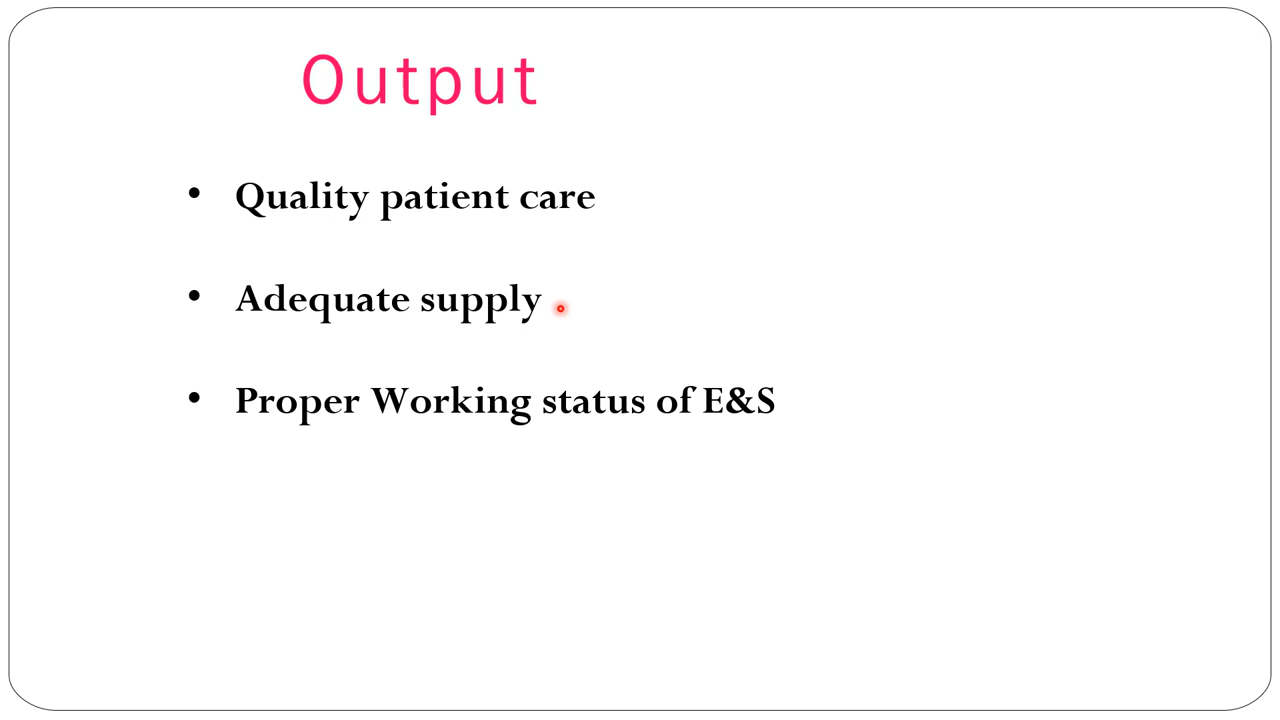 Output
• Quality patient care
• Adequate supply
• Proper Working status of E&S